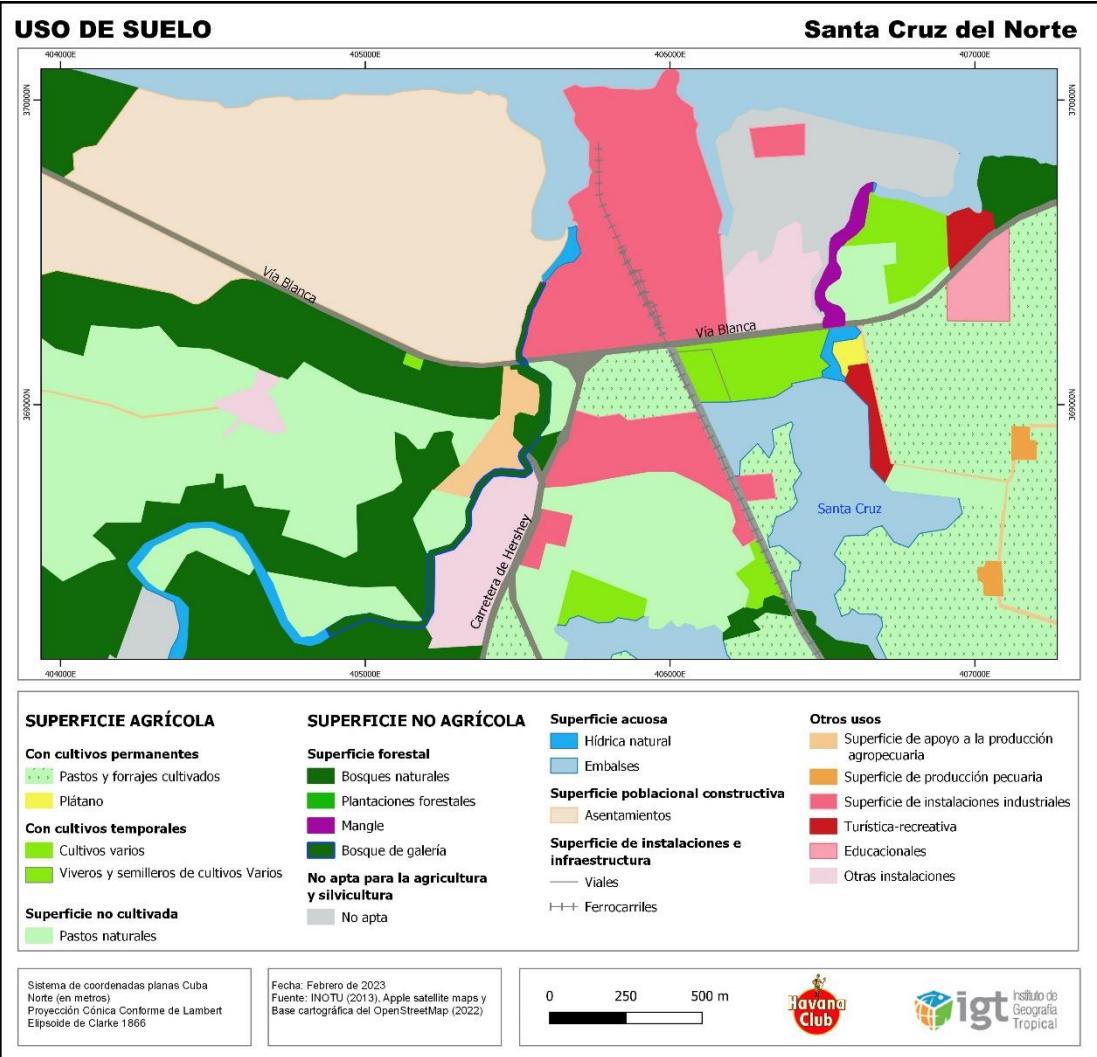 USO DE SUELO
Santa Cruz del Norte
404000E
405000E
406000E
407000E
370000N
370000N
Vía Blanca
Vía Blanca
369000N
369000N
Santa Cruz
Carretera de Hershey
404000E
405000E
406000E
407000E
SUPERFICIE AGRÍCOLA
Con cultivos permanentes
Pastos y forrajes cultivados
Plátano
Con cultivos temporales
Cultivos varios
Viveros y semilleros de cultivos Varios
Superficie no cultivada
Pastos naturales
SUPERFICIE NO AGRÍCOLA
Superficie forestal
Bosques naturales
Plantaciones forestales
Mangle
Bosque de galería
No apta para la agricultura
y silvicultura
No apta
Superficie acuosa
Hídrica natural
Embalses
Superficie poblacional constructiva
Asentamientos
Superficie de instalaciones e
infraestructura
Viales
Ferrocarriles
Otros usos
Superficie de apoyo a la producción
agropecuaria
Superficie de producción pecuaria
Superficie de instalaciones industriales
Turística-recreativa
Educacionales
Otras instalaciones
Sistema de coordenadas planas Cuba
Norte (en metros)
Proyección Cónica Conforme de Lambert
Elipsoide de Clarke 1866
Fecha: Febrero de 2023
Fuente: INOTU (2013), Apple satellite maps y
Base cartográfica del OpenStreetMap (2022)
0 250 500 m
Havana
Club
igt
Instituto de
Geografía
Tropical